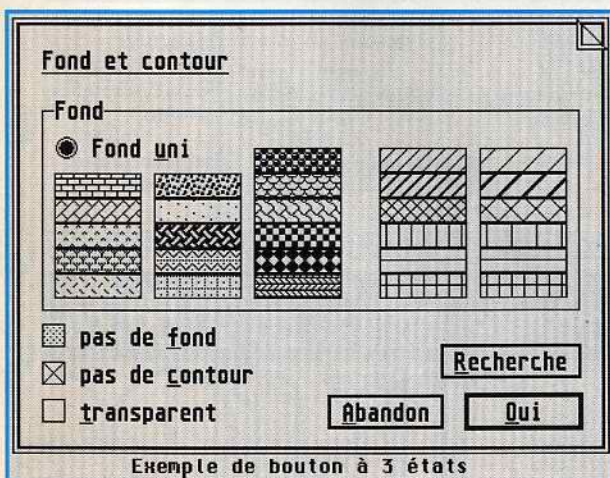 Fond et contour
Fond
Fond uni
pas de fond
pas de contour
transparent
Recherche
Abandon
Oui
Exemple de bouton à 3 états